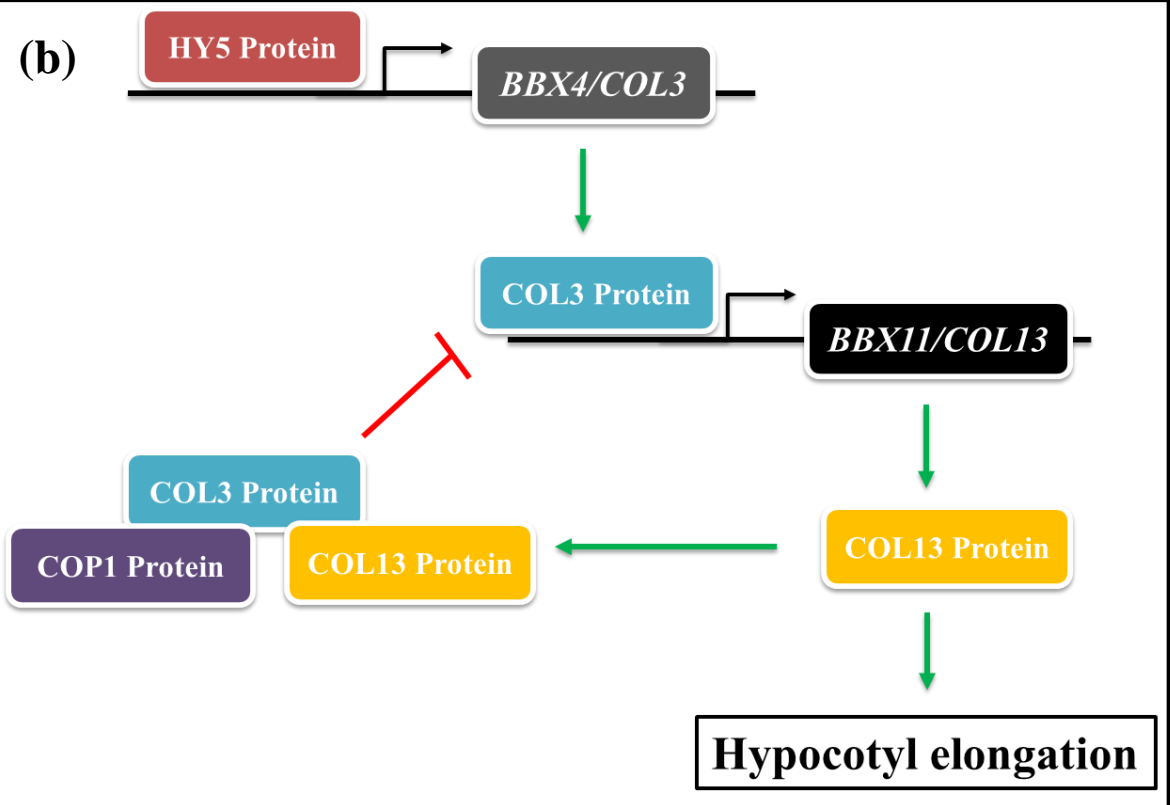 (b)
HY5 Protein
BBX4/COL3
COL3 Protein
BBX11/COL13
COL3 Protein
COP1 Protein
COL13 Protein
COL13 Protein
Hypocotyl elongation